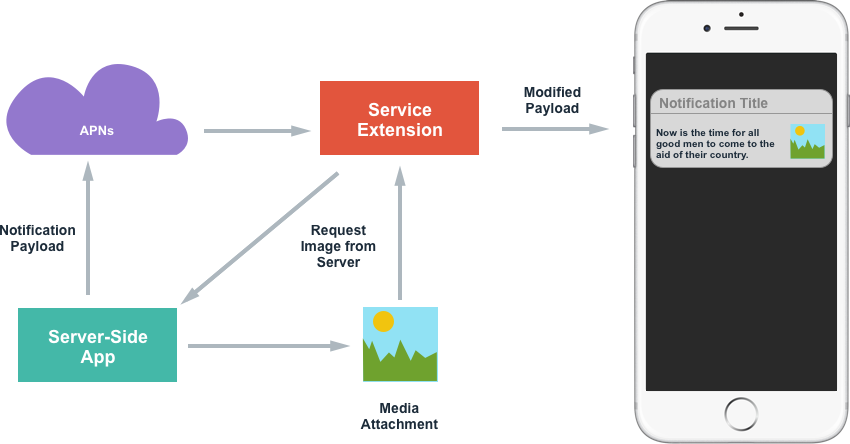 APNs
Service
Extension
Modified
Payload
Notification Title
Now is the time for all
good men to come to the
aid of their country.
Notification
Payload
Request
Image from
Server
Server-Side
App
Media
Attachment